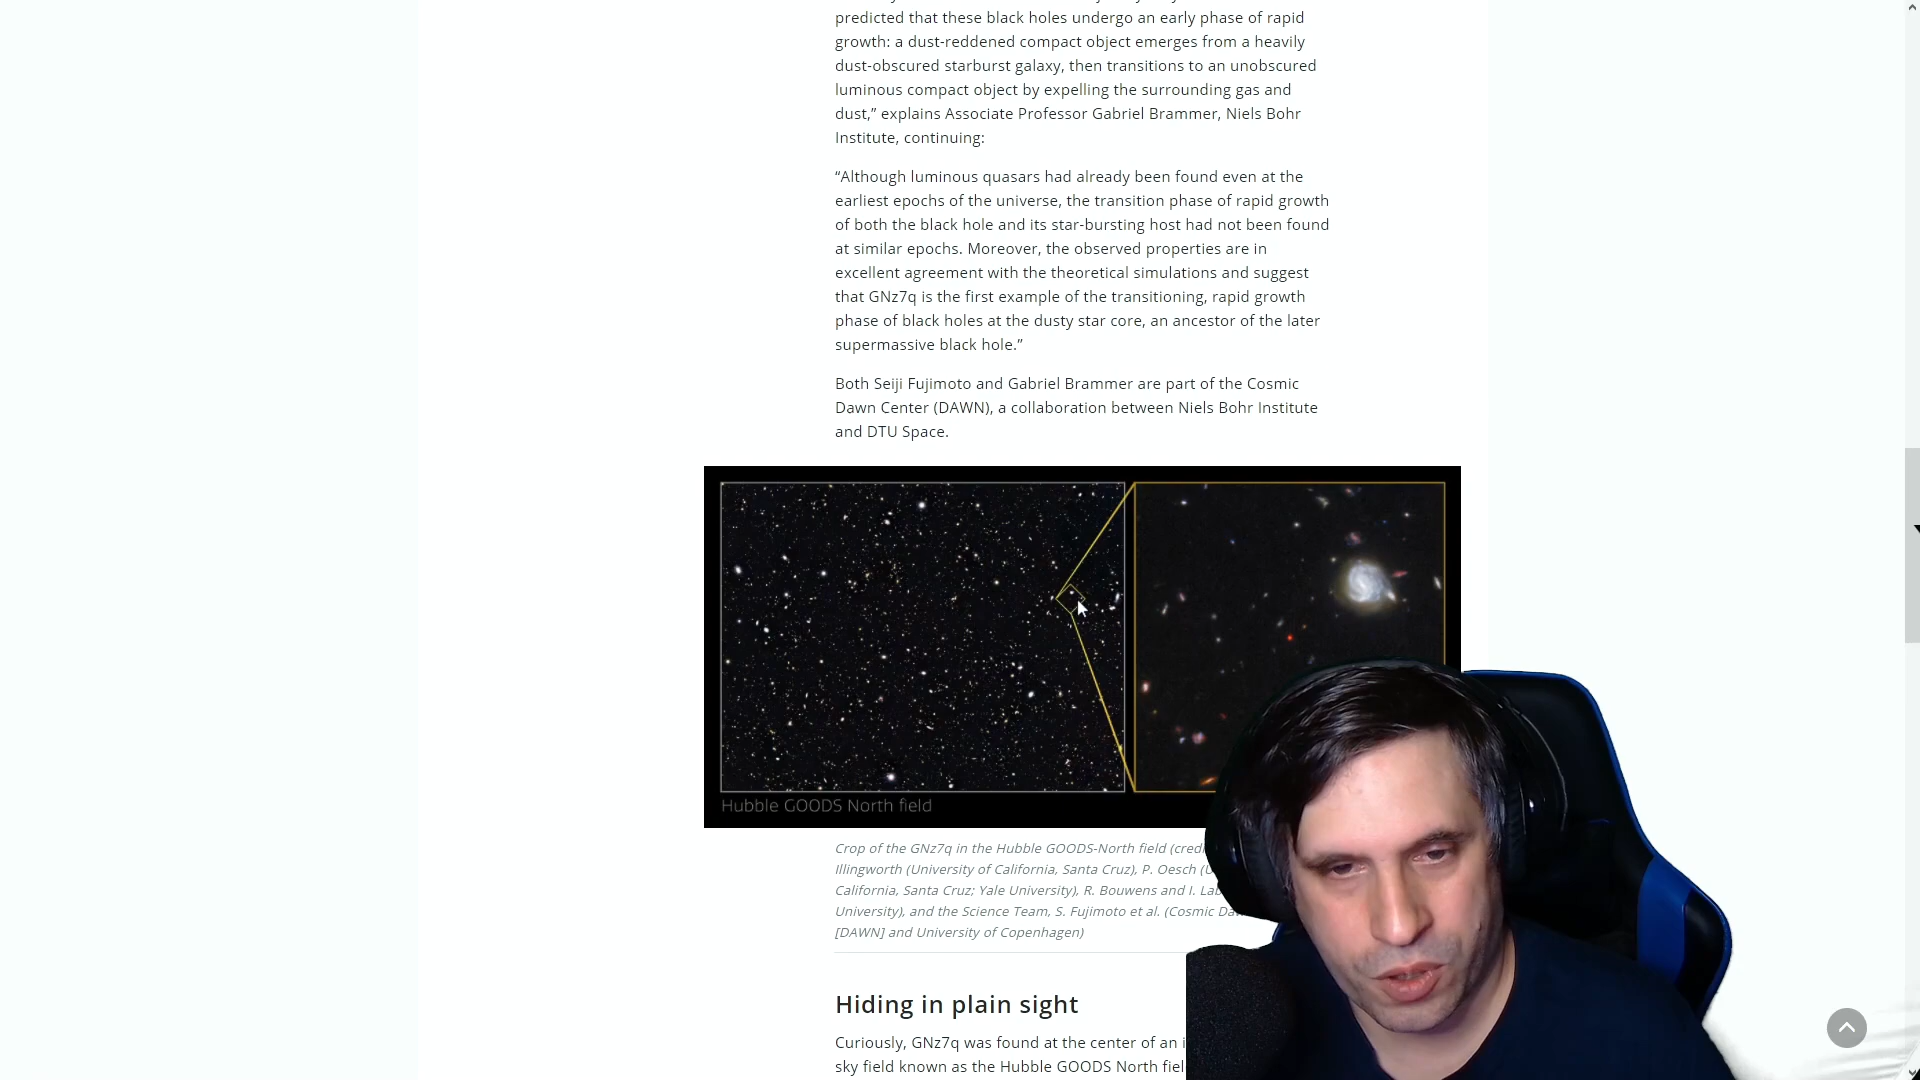 predicted that these black holes undergo an early phase of rapid
growth: a dust-reddened compact object emerges from a heavily
dust-obscured starburst galaxy, then transitions to an unobscured
luminous compact object by expelling the surrounding gas and
dust,” explains Associate Professor Gabriel Brammer, Niels Bohr
Institute, continuing:
“Although luminous quasars had already been found even at the
earliest epochs of the universe, the transition phase of rapid growth
of both the black hole and its star-bursting host had not been found
at similar epochs. Moreover, the observed properties are in
excellent agreement with the theoretical simulations and suggest
that GNz7q is the first example of the transitioning, rapid growth
phase of black holes at the dusty star core, an ancestor of the later
supermassive black hole.”
Both Seiji Fujimoto and Gabriel Brammer are part of the Cosmic
Dawn Center (DAWN), a collaboration between Niels Bohr Institute
and DTU Space.
Hubble GOODS North field
Crop of the GNz7q in the Hubble GOODS-North field
Illingworth (University of California, Santa Cruz), P. Oesch
California, Santa Cruz; Yale University), R. Bouwens and I.
University), and the Science Team, S. Fujimoto et al. (Cosmic
[DAWN] and University of Copenhagen)
Hiding in plain sight
Curiously, GNz7q was found at the center of an
sky field known as the Hubble GOODS North